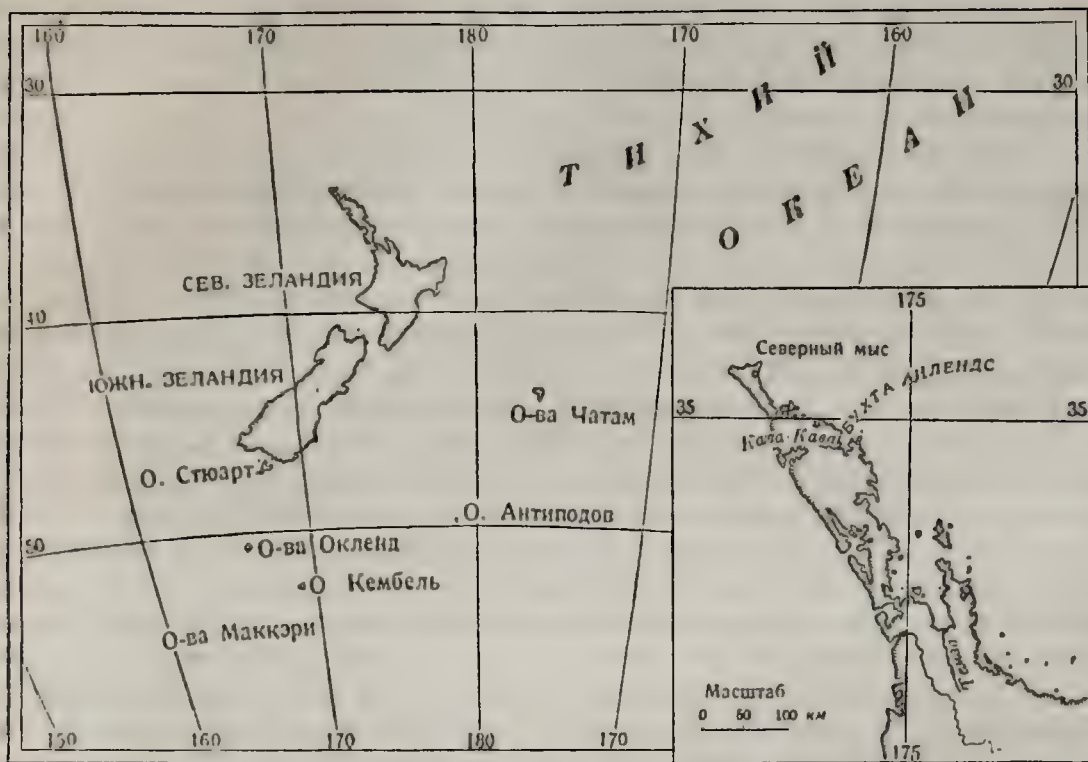 160 170 180 170 160
30 30
ТИХИЙ
ОКЕАН
СЕВ. ЗЕЛАНДИЯ
40
ЮЖН. ЗЕЛАНДИЯ
О-ва Чатам
О. Стюарт
О. Антиподов
50
О-ва Окленд
О Кембель
О-ва Маккэри
150 160 170 180 170
175
Северный мыс
БУХТА АЙЛЕНДС
35 35
Масштаб
0 50 100 км
175